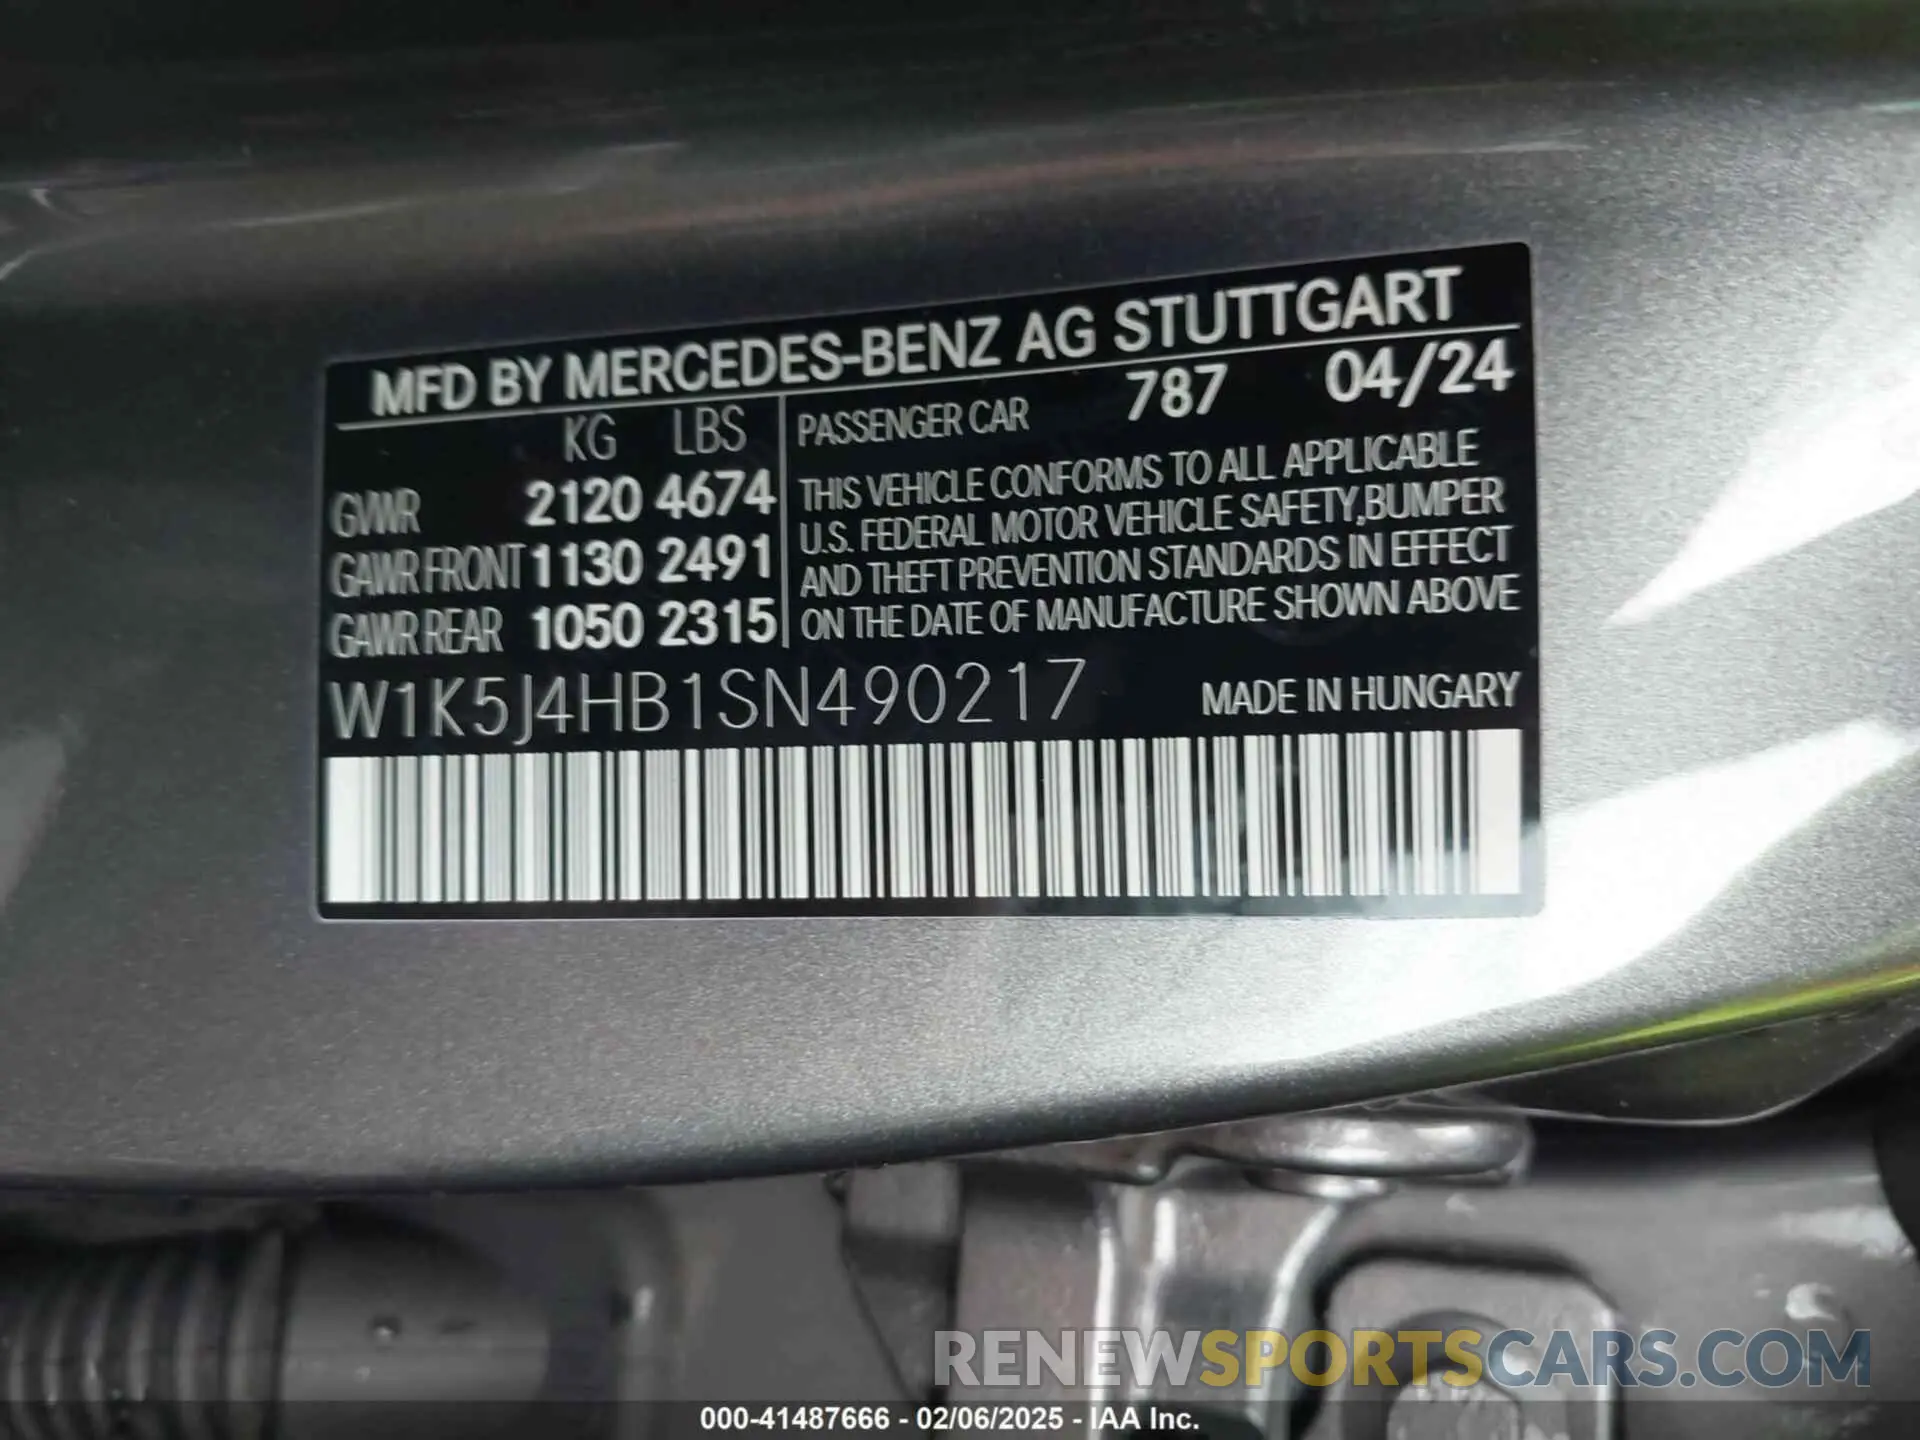 MFD BY MERCEDES-BENZ AG STUTTGART
KG LBS
GVWR 2120 4674
GAWR FRONT 1130 2491
GAWR REAR 1050 2315
PASSENGER CAR 787 04/24
THIS VEHICLE CONFORMS TO ALL APPLICABLE
U.S. FEDERAL MOTOR VEHICLE SAFETY,BUMPER
AND THEFT PREVENTION STANDARDS IN EFFECT
ON THE DATE OF MANUFACTURE SHOWN ABOVE
W1K5J4HB1SN490217 MADE IN HUNGARY
RENEWSPORTSCARS.COM
000-41487666 - 02/06/2025 - IAA Inc.